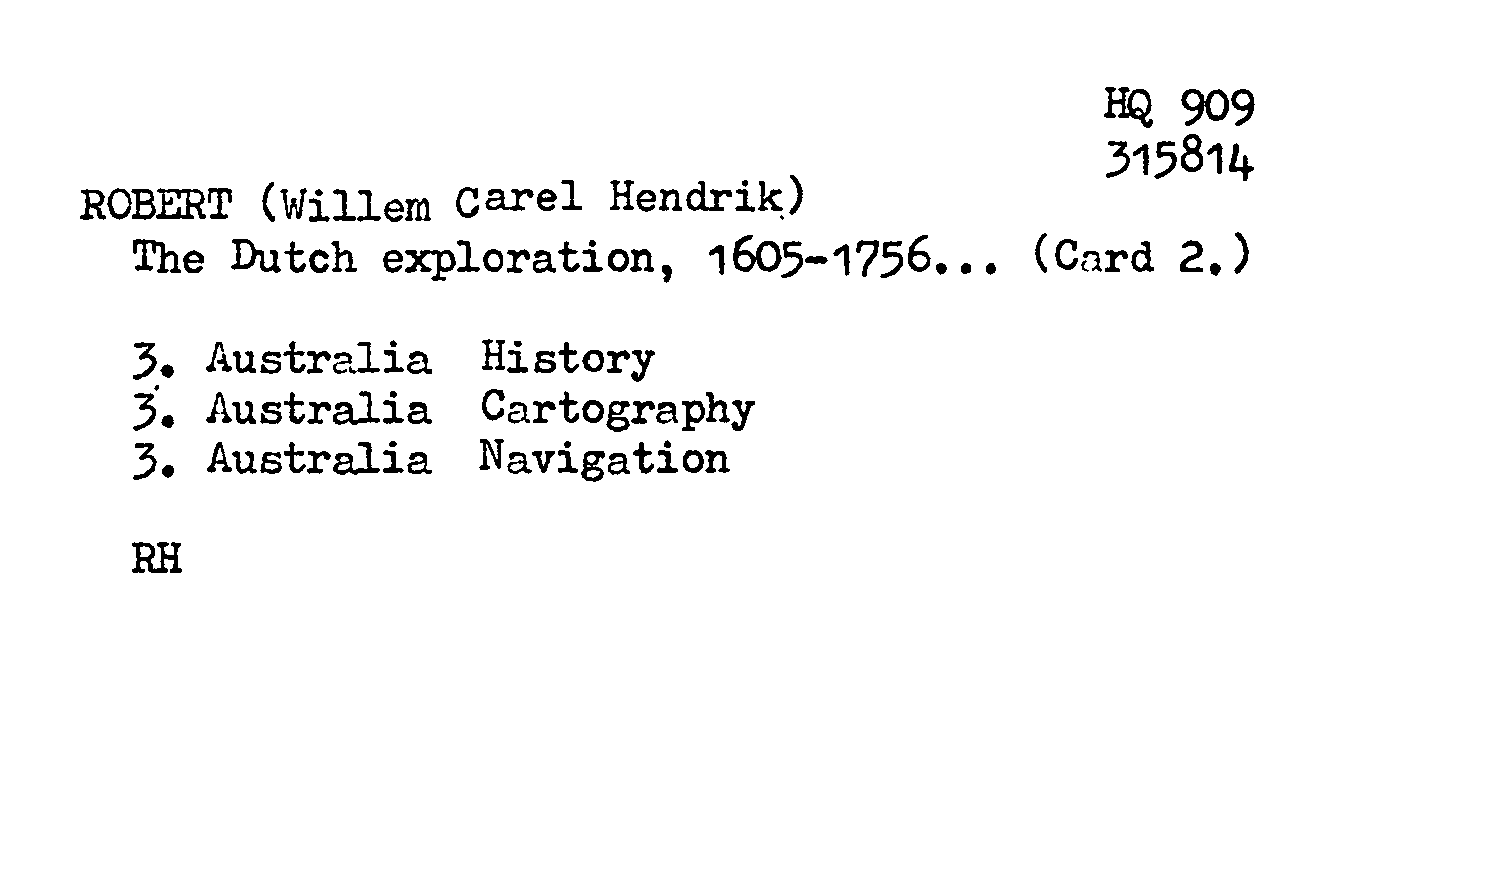 HQ 909
315814
ROBERT (Willem Carel Hendrik)
The Dutch exploration, 1605-1756... (Card 2.)
3. Australia History
3. Australia Cartography
3. Australia Navigation
RH